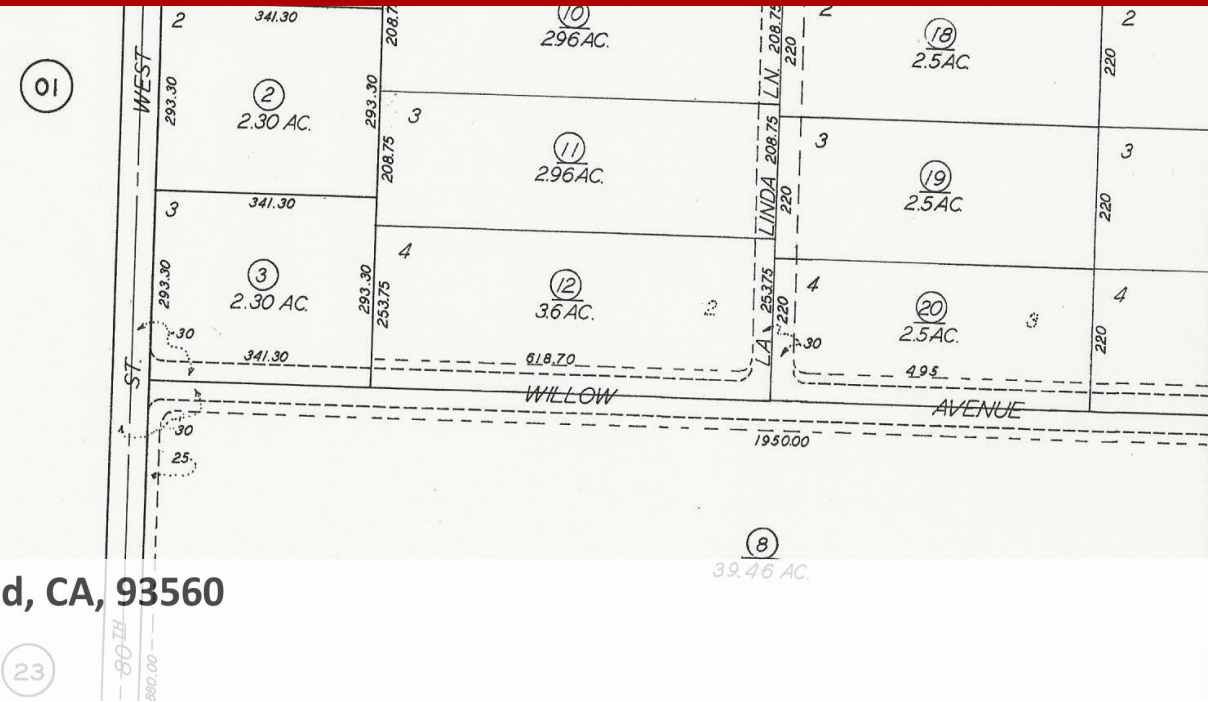 2
341.30
208.7
10
2.96 AC.
208.75
LN.
2
220
18
2.5 AC.
220
2
01
WEST
293.30
2
2.30 AC.
293.30
3
208.75
11
2.96 AC.
208.75
LINDA
3
220
19
2.5 AC.
220
3
3
341.30
293.30
3
2.30 AC.
293.30
4
253.75
12
3.6 AC.
2
253.75
LA
4
220
20
2.5 AC.
3
220
4
30
341.30
618.70
30
495
ST.
WILLOW
AVENUE
30
1950.00
25
8
39.46 AC.
d, CA, 93560
80TH
23
880.00